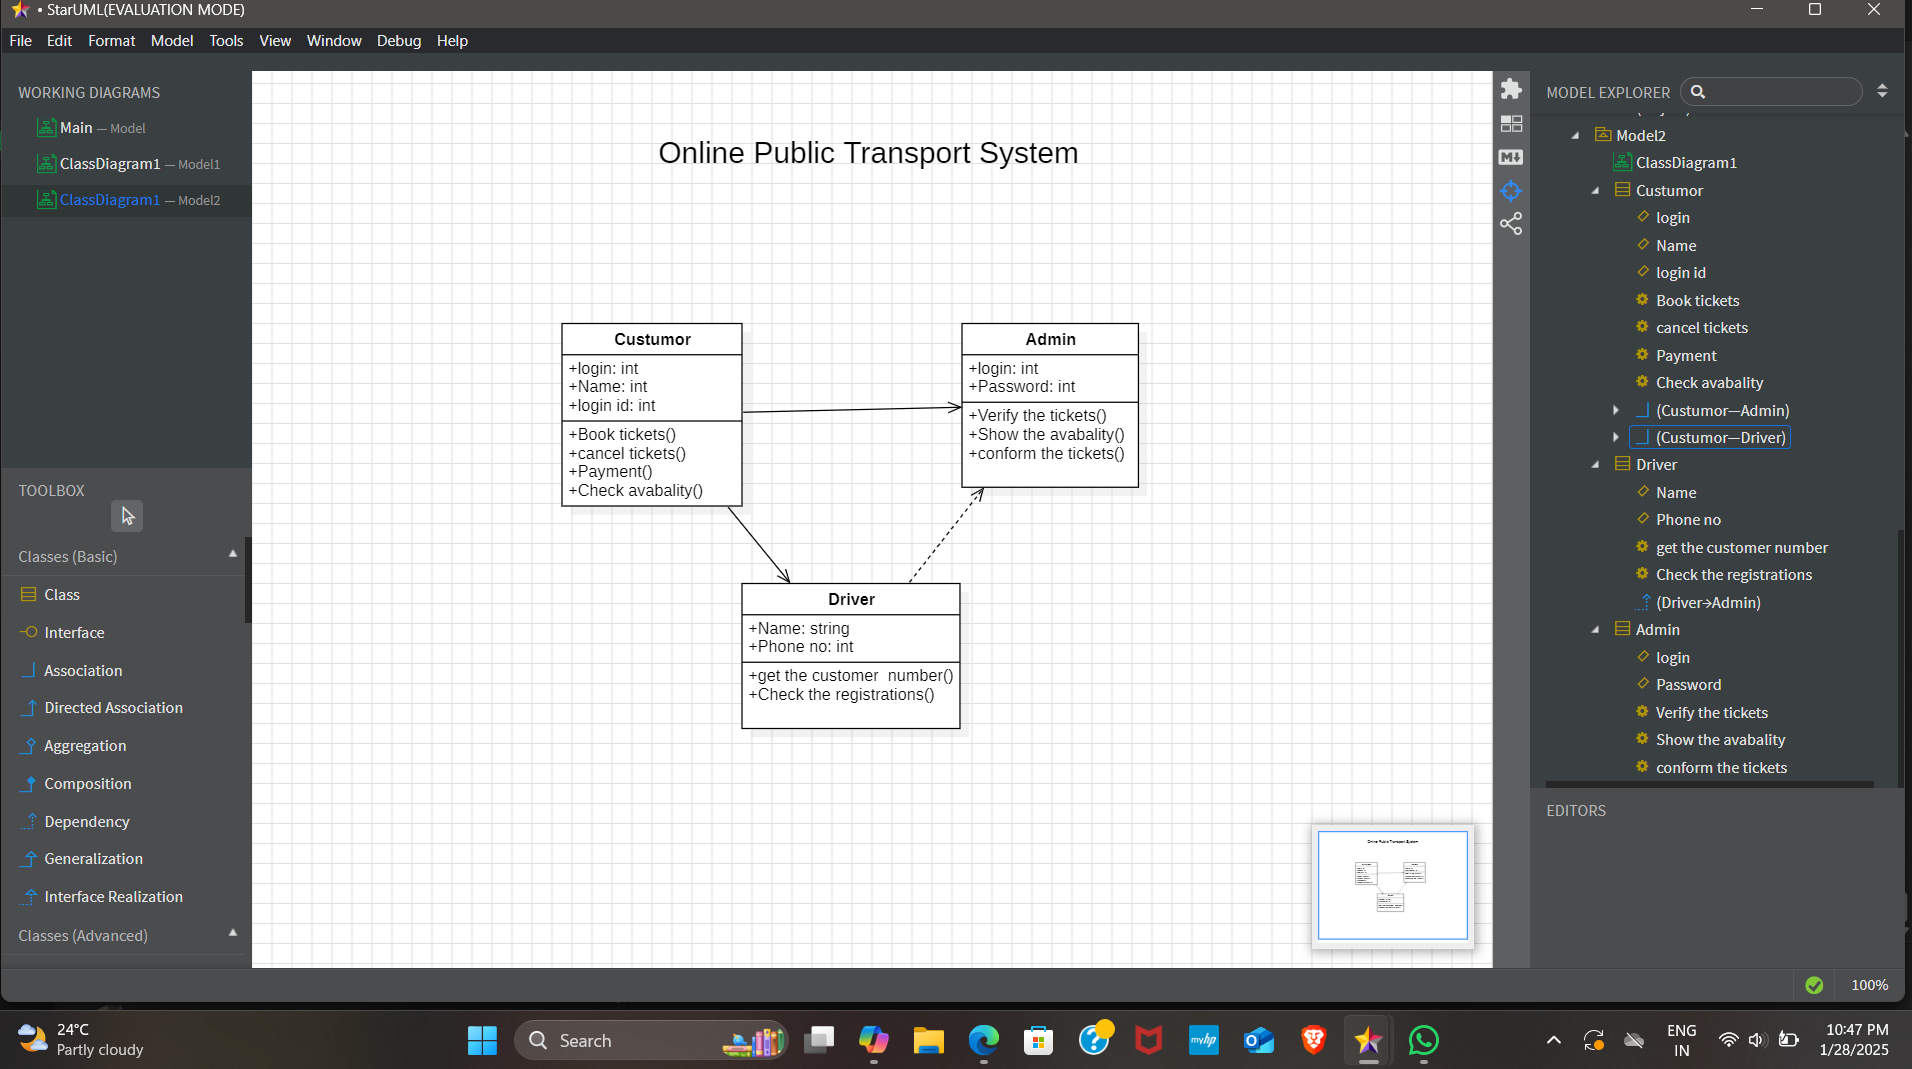 • StarUML(EVALUATION MODE)
File Edit Format Model Tools View Window Debug Help
WORKING DIAGRAMS
Main — Model
ClassDiagram1 — Model1
ClassDiagram1 — Model2
TOOLBOX
Classes (Basic)
Class
Interface
Association
Directed Association
Aggregation
Composition
Dependency
Generalization
Interface Realization
Classes (Advanced)
Online Public Transport System
Custumor
+login: int
+Name: int
+login id: int
+Book tickets()
+cancel tickets()
+Payment()
+Check avabality()
Admin
+login: int
+Password: int
+Verify the tickets()
+Show the avabality()
+conform the tickets()
Driver
+Name: string
+Phone no: int
+get the customer  number()
+Check the registrations()
Online Public Transport System
MODEL EXPLORER
Model2
ClassDiagram1
Custumor
login
Name
login id
Book tickets
cancel tickets
Payment
Check avabality
(Custumor—Admin)
(Custumor—Driver)
Driver
Name
Phone no
get the customer number
Check the registrations
(Driver→Admin)
Admin
login
Password
Verify the tickets
Show the avabality
conform the tickets
EDITORS
100%
24°C
Partly cloudy
Search
myhp
ENG
IN
10:47 PM
1/28/2025